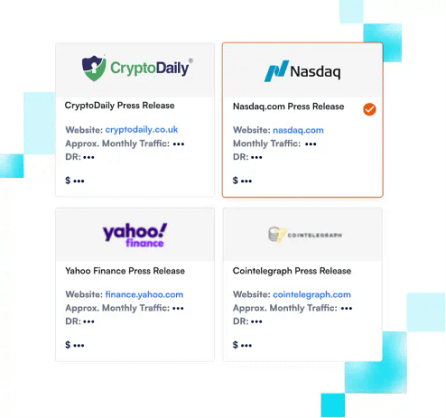 CryptoDaily®
CryptoDaily Press Release
Website: cryptodaily.co.uk
Approx. Monthly Traffic: •••
DR: •••
$ •••
Nasdaq
Nasdaq.com Press Release
Website: nasdaq.com
Monthly Traffic: •••
DR: •••
$ •••
yahoo!
finance
Yahoo Finance Press Release
Website: finance.yahoo.com
Approx. Monthly Traffic: •••
DR: •••
$ •••
COINTELEGRAPH
Cointelegraph Press Release
Website: cointelegraph.com
Approx. Monthly Traffic: •••
DR: •••
$ •••